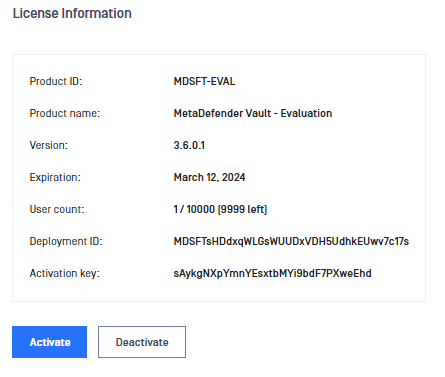 License Information
Product ID: MDSFT-EVAL
Product name: MetaDefender Vault - Evaluation
Version: 3.6.0.1
Expiration: March 12, 2024
User count: 1 / 10000 [9999 left]
Deployment ID: MDSFTsHDdxqWLGsWUUDxVDH5UdhkEUwv7c17s
Activation key: sAykgNXpYmnYEsxtbMYi9bdF7PXweEhd
Activate Deactivate